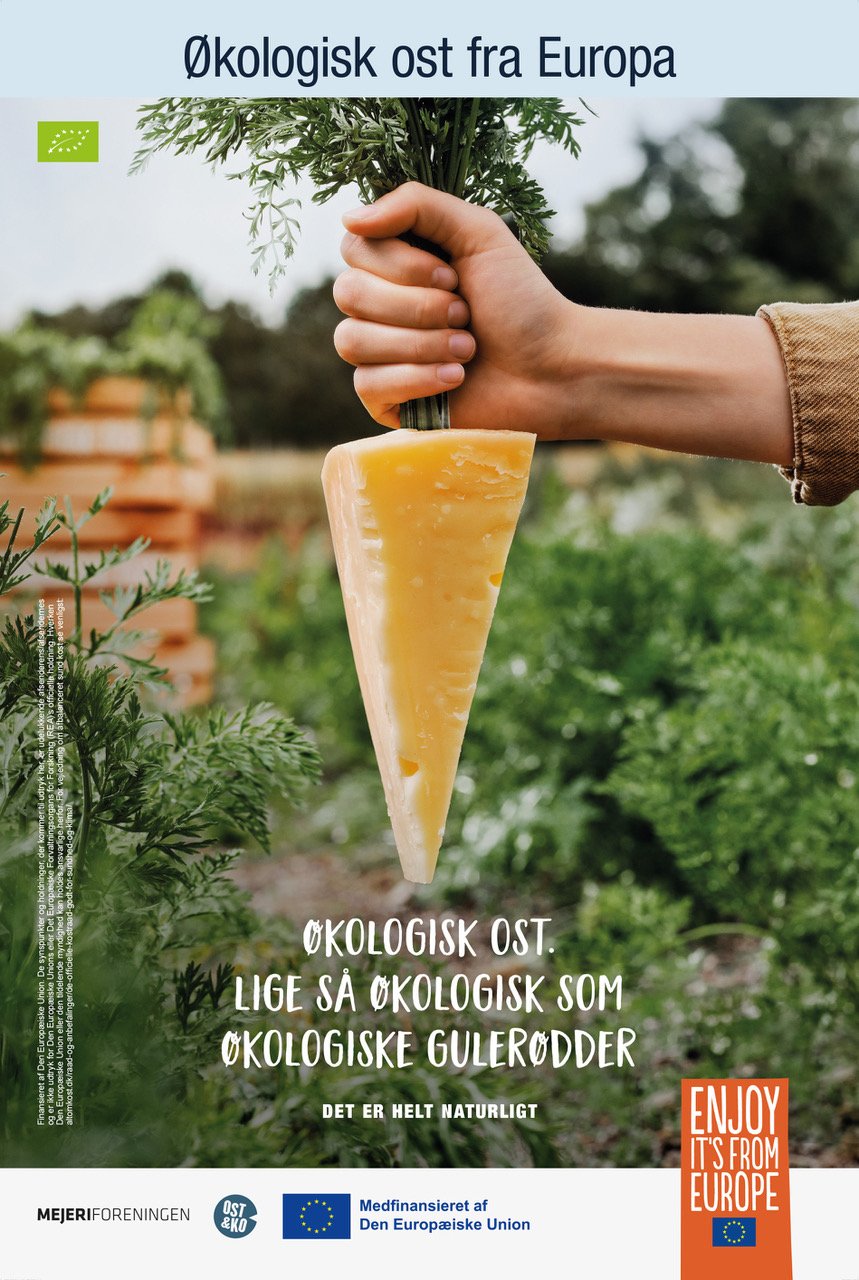 Økologisk ost fra Europa
Finansieret af Den Europæiske Union. De synspunkter og holdninger, der kommer til udtryk her, er udelukkende afsenderens/afsendernes
og er ikke udtryk for Den Europæiske Unions eller Det Europæiske Forvaltningsorgans for Forskning (REA)'s officielle holdning. Hverken
Den Europæiske Union eller den tildelende myndighed kan holdes ansvarlige herfor. For vejledning om afbalanceret sund kost se venligst:
altomkost.dk/raad-og-anbefalinger/de-officielle-kostraad-godt-for-sundhed-og-klima/.
ØKOLOGISK OST.
LIGE SÅ ØKOLOGISK SOM
ØKOLOGISKE GULERØDDER
DET ER HELT NATURLIGT
ENJOY
IT'S FROM
EUROPE
MEJERIFORENINGEN
OST
&KO
Medfinansieret af
Den Europæiske Union